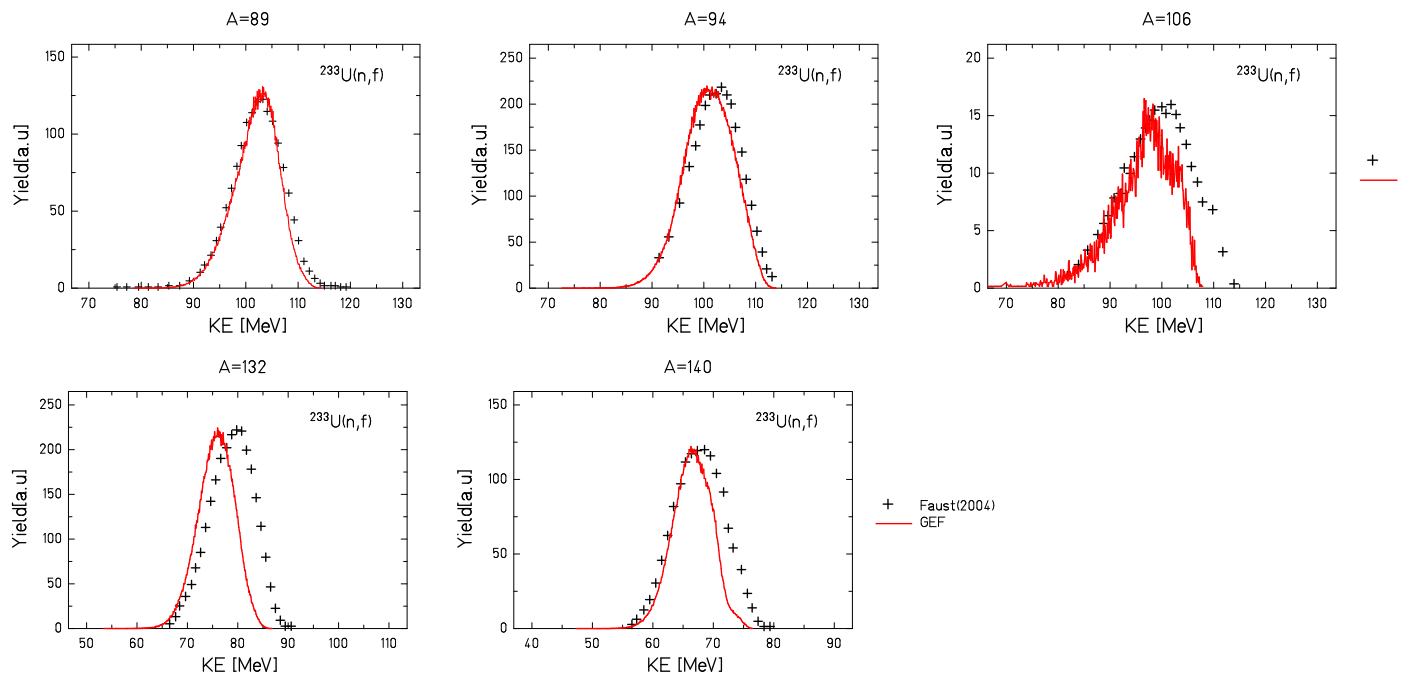 A=89
A=94
A=106
150
100
50
0
Yield[a.u]
²³³U(n,f)
70 80 90 100 110 120 130
KE [MeV]
250
200
150
100
50
0
Yield[a.u]
²³³U(n,f)
70 80 90 100 110 120 130
KE [MeV]
20
15
10
5
0
Yield[a.u]
²³³U(n,f)
70 80 90 100 110 120 130
KE [MeV]
A=132
A=140
250
200
150
100
50
0
Yield[a.u]
²³³U(n,f)
50 60 70 80 90 100 110
KE [MeV]
150
100
50
0
Yield[a.u]
²³³U(n,f)
40 50 60 70 80 90
KE [MeV]
Faust(2004)
GEF